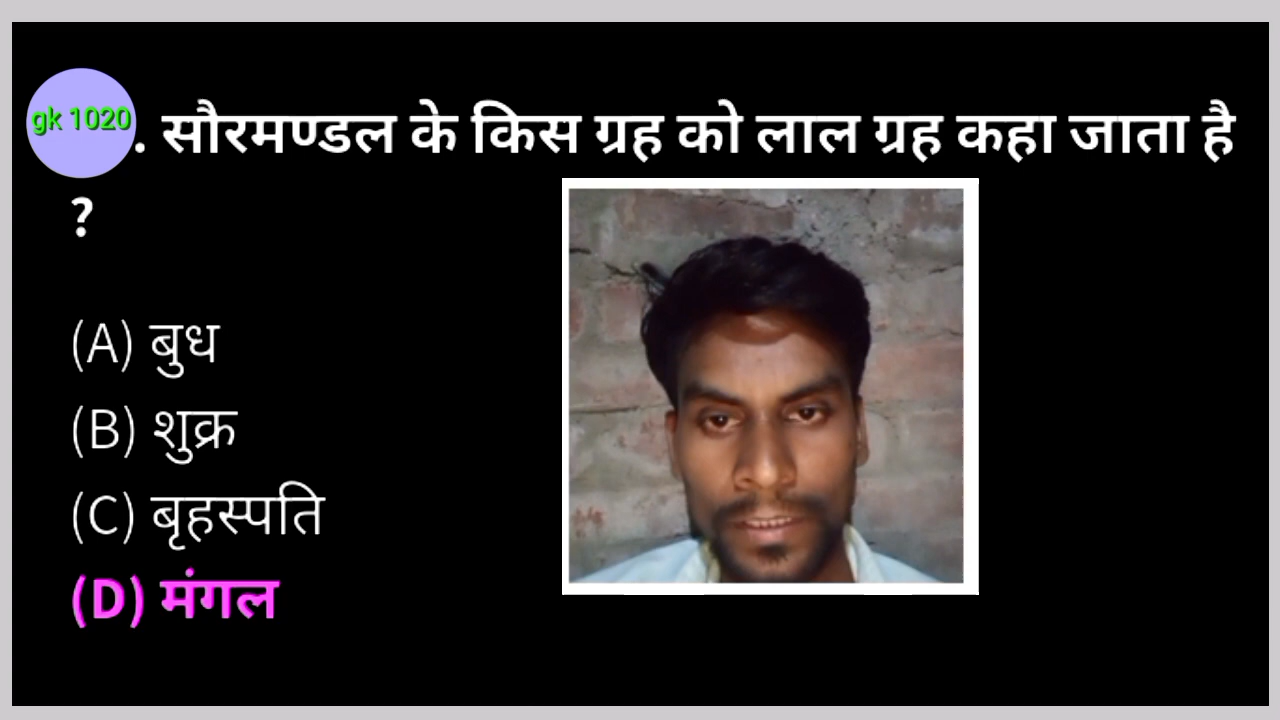 gk 1020
. सौरमण्डल के किस ग्रह को लाल ग्रह कहा जाता है
?
(A) बुध
(B) शुक्र
(C) बृहस्पति
(D) मंगल